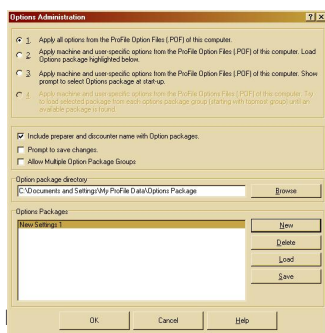 Options Administration
1. Apply all options from the ProFile Option Files (.POF) of this computer.
2. Apply machine and user-specific options from the ProFile Option Files (.POF) of this computer. Load
Options package highlighted below.
3. Apply machine and user-specific options from the ProFile Option Files (.POF) of this computer. Show
prompt to select Options package at start-up.
4. Apply machine and user-specific options from the ProFile Options Files (.POF) of this computer. Try
to load selected package from each options package group (starting with topmost group) until an
available package is found.
Include preparer and discounter name with Option packages.
Prompt to save changes.
Allow Multiple Option Package Groups
Option package directory
C:\Documents and Settings\My ProFile Data\Options Package
Browse
Options Packages
New Settings 1
New
Delete
Load
Save
OK
Cancel
Help